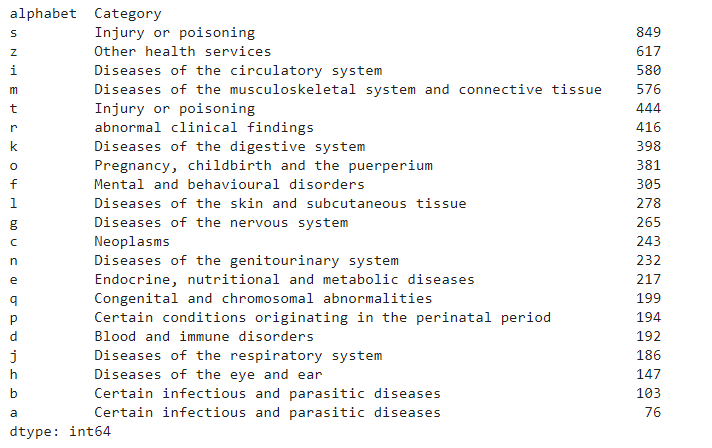 alphabet  Category
s         Injury or poisoning                                             849
z         Other health services                                           617
i         Diseases of the circulatory system                              580
m         Diseases of the musculoskeletal system and connective tissue    576
t         Injury or poisoning                                             444
r         abnormal clinical findings                                      416
k         Diseases of the digestive system                                398
o         Pregnancy, childbirth and the puerperium                        381
f         Mental and behavioural disorders                                305
l         Diseases of the skin and subcutaneous tissue                    278
g         Diseases of the nervous system                                  265
c         Neoplasms                                                       243
n         Diseases of the genitourinary system                            232
e         Endocrine, nutritional and metabolic diseases                   217
q         Congenital and chromosomal abnormalities                        199
p         Certain conditions originating in the perinatal period          194
d         Blood and immune disorders                                      192
j         Diseases of the respiratory system                              186
h         Diseases of the eye and ear                                     147
b         Certain infectious and parasitic diseases                       103
a         Certain infectious and parasitic diseases                        76
dtype: int64